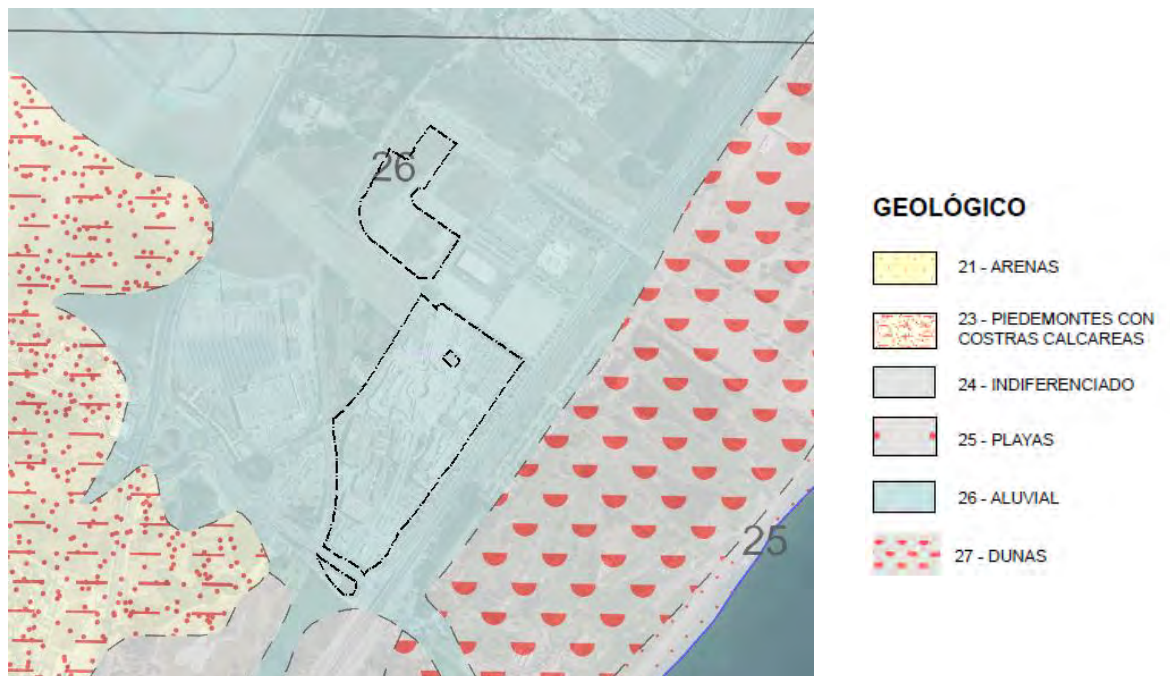 26
25
GEOLÓGICO
21 - ARENAS
23 - PIEDEMONTES CON
COSTRAS CALCAREAS
24 - INDIFERENCIADO
25 - PLAYAS
26 - ALUVIAL
27 - DUNAS